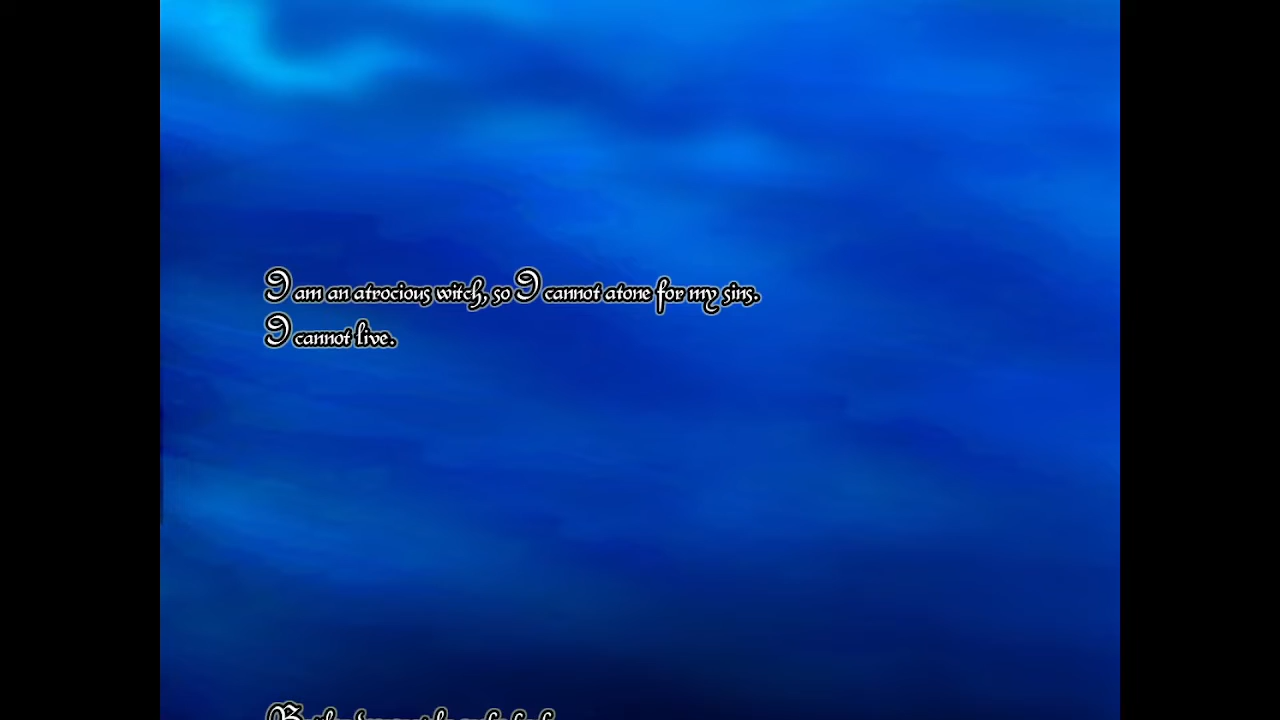 I am an atrocious witch, so I cannot atone for my sins.
I cannot live.